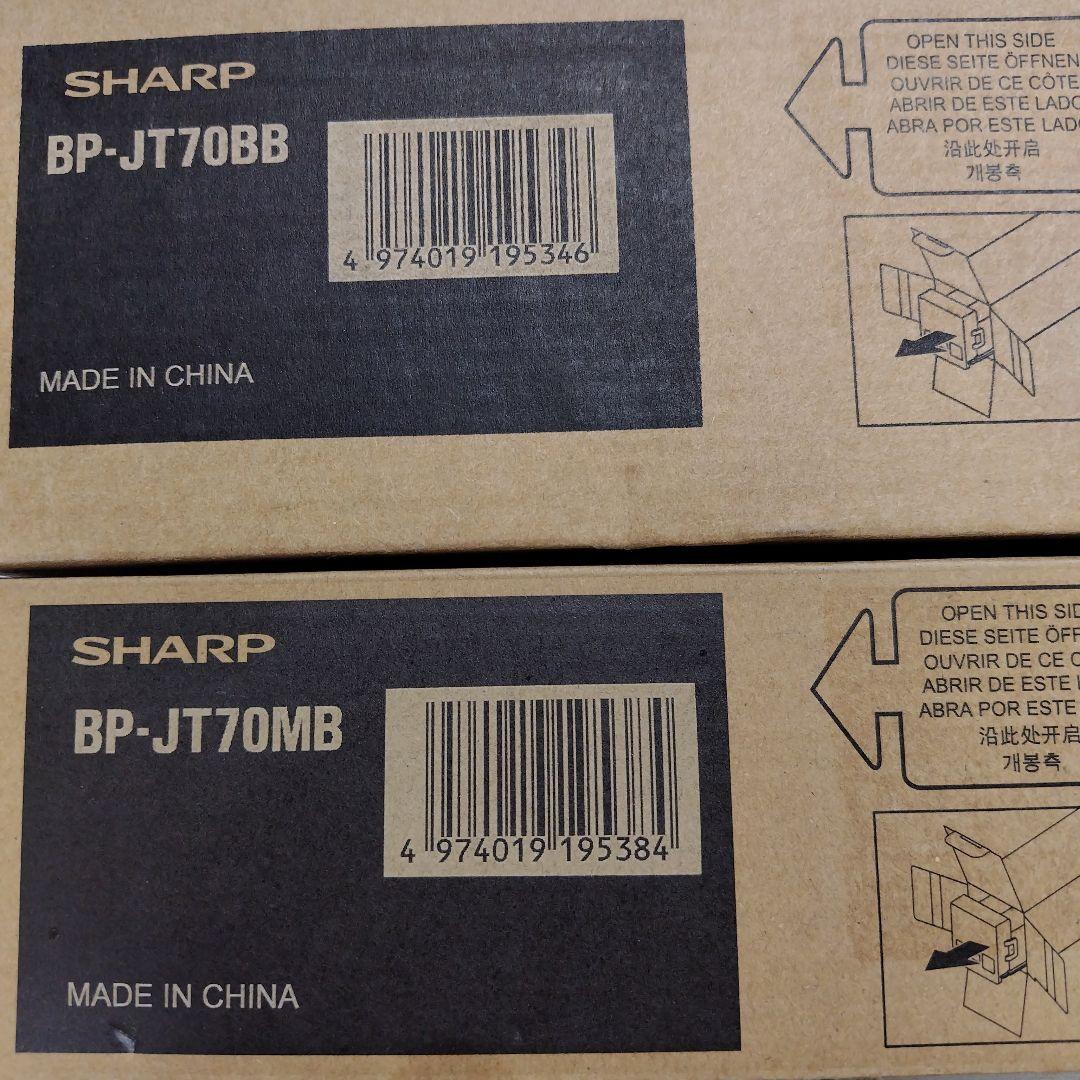 SHARP
BP-JT70BB
4 974019 195346
MADE IN CHINA
OPEN THIS SIDE
DIESE SEITE ÖFFNEN
OUVRIR DE CE CÔTÉ
ABRIR DE ESTE LADO
ABRA POR ESTE LADO
沿此处开启
개봉측
SHARP
BP-JT70MB
4 974019 195384
MADE IN CHINA
OPEN THIS SID
DIESE SEITE ÖFF
OUVRIR DE CE C
ABRIR DE ESTE
ABRA POR ESTE
沿此处开启
개봉측